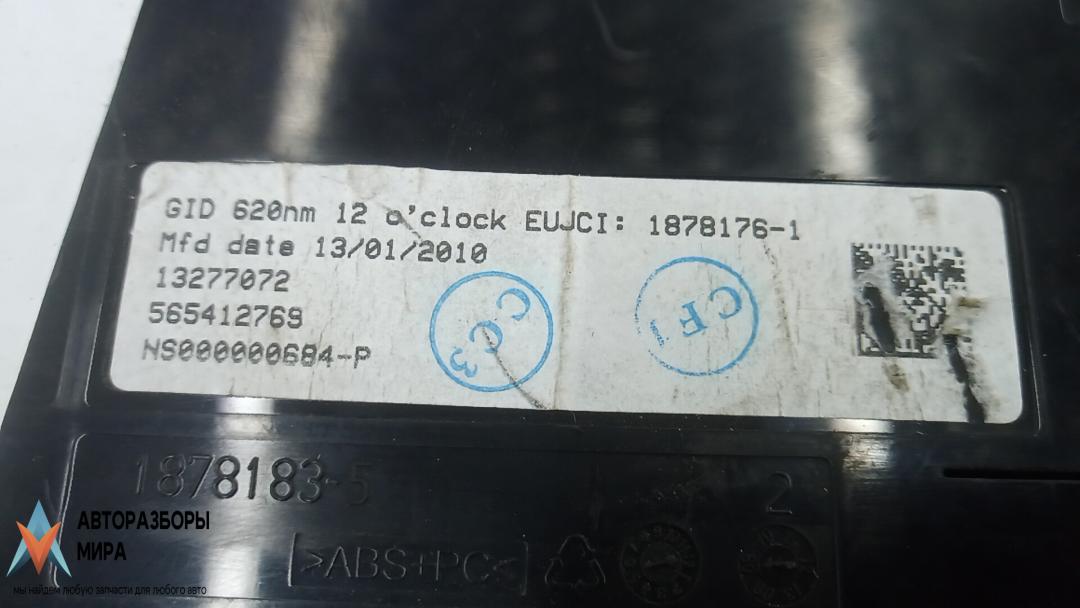 GID 620nm 12 o'clock EUJCI: 1878176-1
Mfd date 13/01/2010
13277072
565412769
NS000000684-P
CC3
CF1
1878183-5
2
>ABS+PC<
АВТОРАЗБОРЫ
МИРА
мы найдем любую запчасти для любого авто